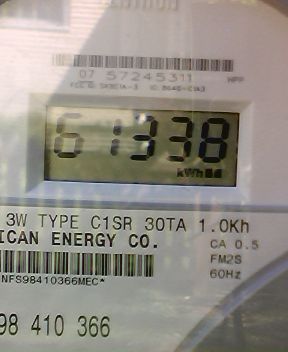 07 57245311 HPP
61338
kWh
3W TYPE C1SR 30TA 1.0Kh
ICAN ENERGY CO.
CA 0.5
FM2S
60Hz
NFS98410366MEC*
98 410 366